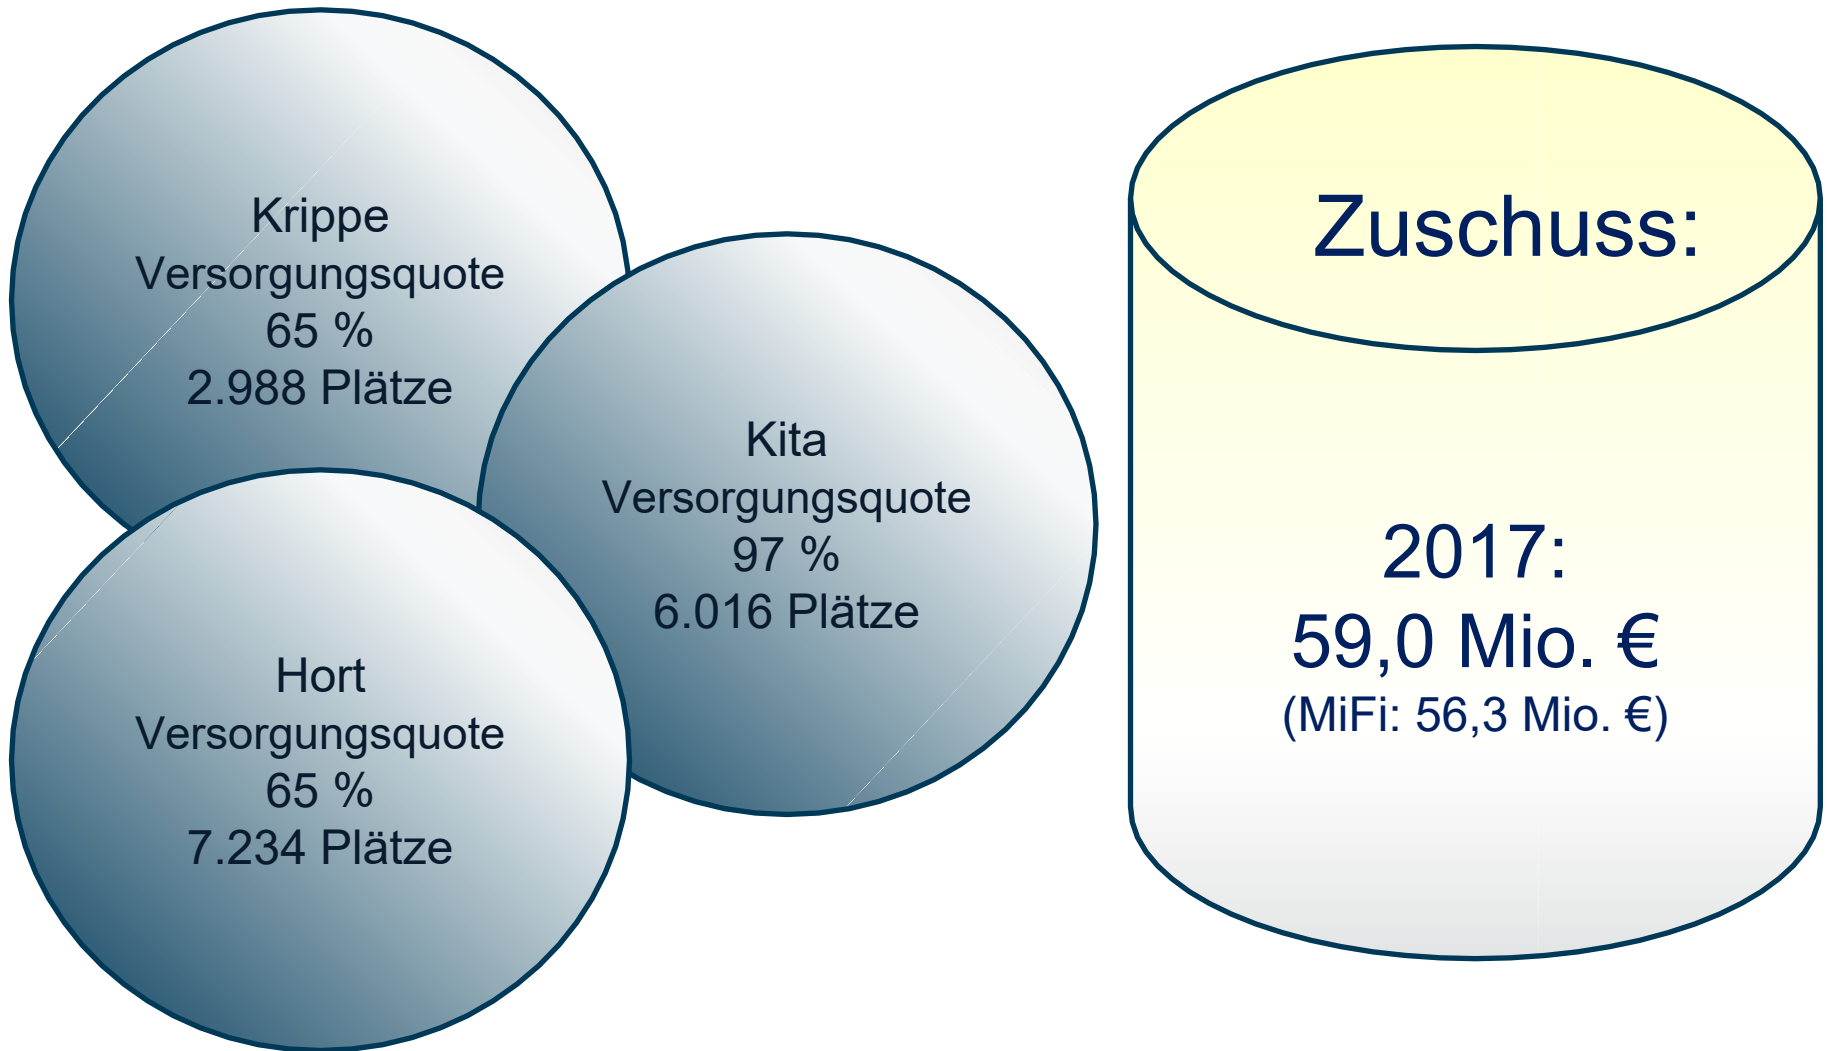 Krippe
Versorgungsquote
65 %
2.988 Plätze
Kita
Versorgungsquote
97 %
6.016 Plätze
Hort
Versorgungsquote
65 %
7.234 Plätze
Zuschuss:
2017:
59,0 Mio. €
(MiFi: 56,3 Mio. €)